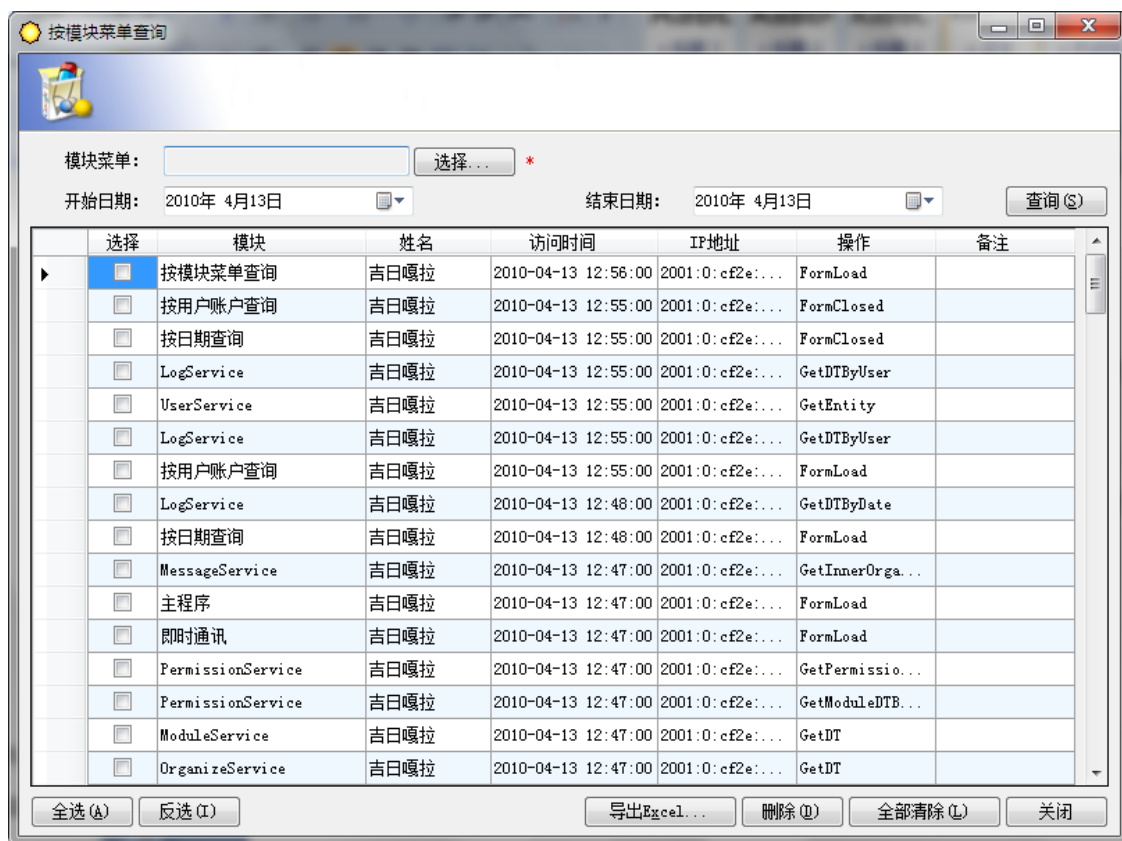 按模块菜单查询
模块菜单: 选择... *
开始日期: 2010年 4月13日 结束日期: 2010年 4月13日 查询(S)
选择 模块 姓名 访问时间 IP地址 操作 备注
按模块菜单查询 吉日嘎拉 2010-04-13 12:56:00 2001:0:cf2e:... FormLoad
按用户账户查询 吉日嘎拉 2010-04-13 12:55:00 2001:0:cf2e:... FormClosed
按日期查询 吉日嘎拉 2010-04-13 12:55:00 2001:0:cf2e:... FormClosed
LogService 吉日嘎拉 2010-04-13 12:55:00 2001:0:cf2e:... GetDTByUser
UserService 吉日嘎拉 2010-04-13 12:55:00 2001:0:cf2e:... GetEntity
LogService 吉日嘎拉 2010-04-13 12:55:00 2001:0:cf2e:... GetDTByUser
按用户账户查询 吉日嘎拉 2010-04-13 12:55:00 2001:0:cf2e:... FormLoad
LogService 吉日嘎拉 2010-04-13 12:48:00 2001:0:cf2e:... GetDTByDate
按日期查询 吉日嘎拉 2010-04-13 12:48:00 2001:0:cf2e:... FormLoad
MessageService 吉日嘎拉 2010-04-13 12:47:00 2001:0:cf2e:... GetInnerOrga...
主程序 吉日嘎拉 2010-04-13 12:47:00 2001:0:cf2e:... FormLoad
即时通讯 吉日嘎拉 2010-04-13 12:47:00 2001:0:cf2e:... FormLoad
PermissionService 吉日嘎拉 2010-04-13 12:47:00 2001:0:cf2e:... GetPermissio...
PermissionService 吉日嘎拉 2010-04-13 12:47:00 2001:0:cf2e:... GetModuleDTB...
ModuleService 吉日嘎拉 2010-04-13 12:47:00 2001:0:cf2e:... GetDT
OrganizeService 吉日嘎拉 2010-04-13 12:47:00 2001:0:cf2e:... GetDT
全选(A) 反选(I) 导出Excel... 删除(D) 全部清除(L) 关闭